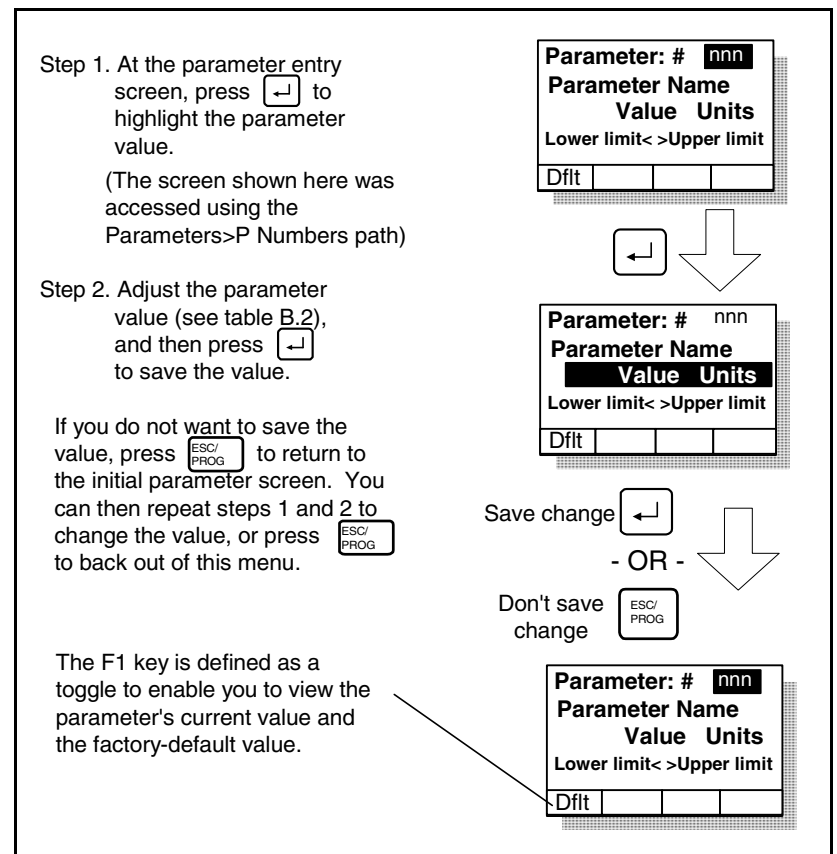 Step 1. At the parameter entry
screen, press ↵ to
highlight the parameter
value.
(The screen shown here was
accessed using the
Parameters>P Numbers path)
Parameter: # nnn
Parameter Name
Value Units
Lower limit< >Upper limit
Dflt
↵
Step 2. Adjust the parameter
value (see table B.2),
and then press ↵
to save the value.
If you do not want to save the
value, press ESC/PROG to return to
the initial parameter screen. You
can then repeat steps 1 and 2 to
change the value, or press ESC/PROG
to back out of this menu.
Parameter: # nnn
Parameter Name
Value Units
Lower limit< >Upper limit
Dflt
Save change ↵
- OR -
Don't save
change
ESC/
PROG
The F1 key is defined as a
toggle to enable you to view the
parameter's current value and
the factory-default value.
Parameter: # nnn
Parameter Name
Value Units
Lower limit< >Upper limit
Dflt